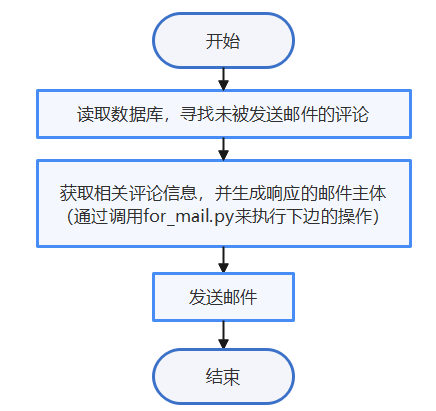 开始
读取数据库，寻找未被发送邮件的评论
获取相关评论信息，并生成响应的邮件主体
（通过调用for_mail.py来执行下边的操作）
发送邮件
结束